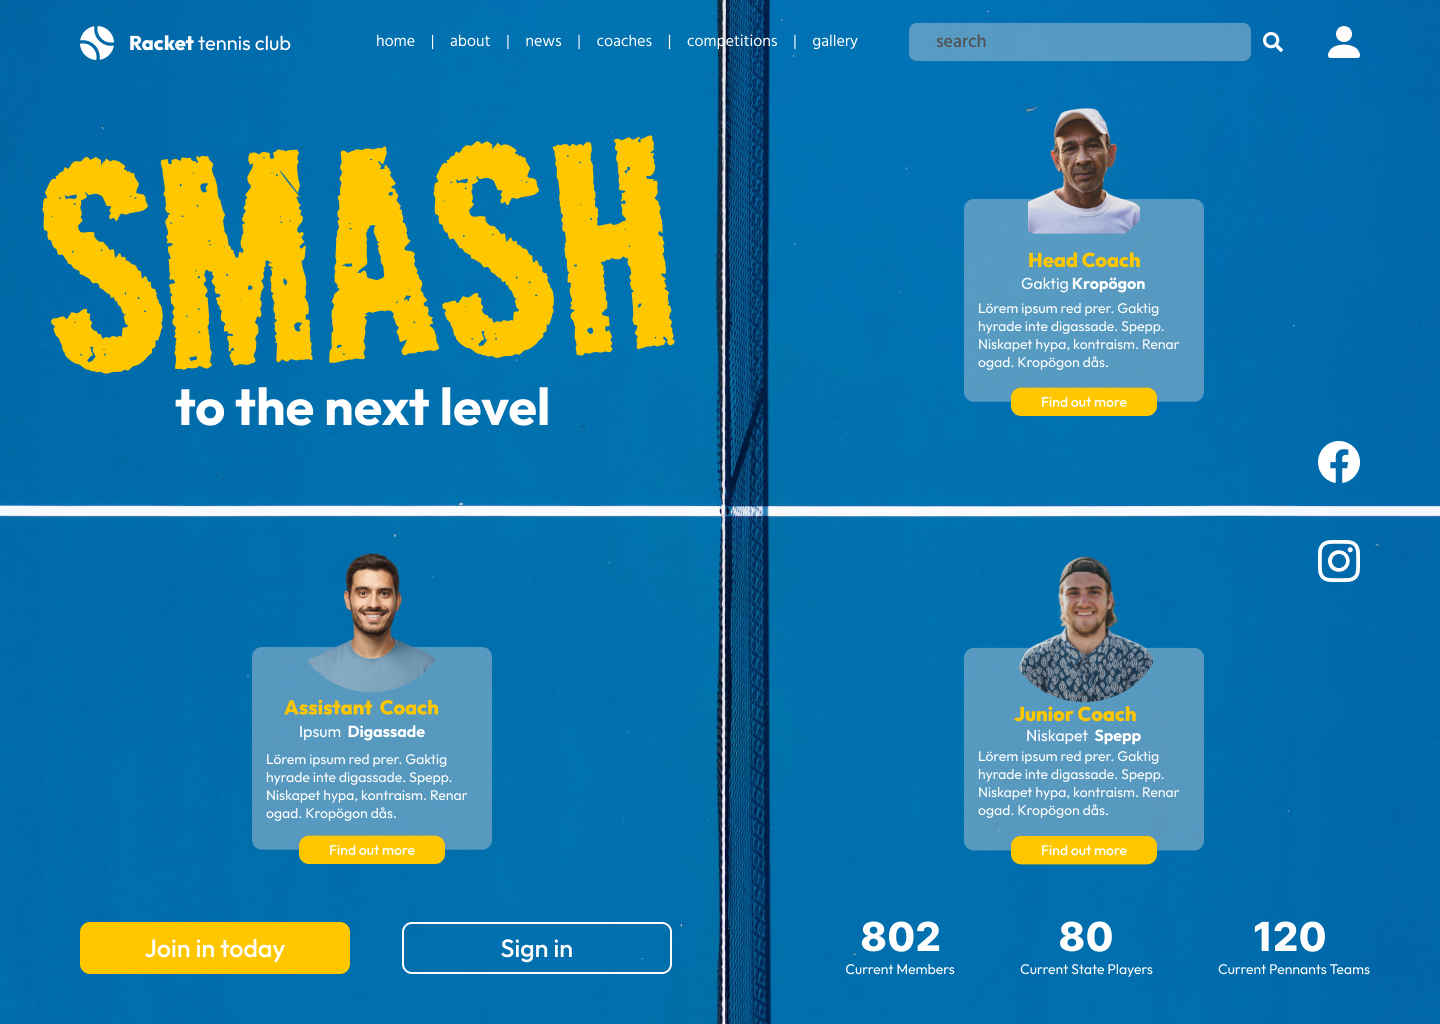 Racket tennis club
home | about | news | coaches | competitions | gallery
search
SMASH
to the next level
Head Coach
Gaktig Kropögon
Lörem ipsum red prer. Gaktig
hyrade inte digassade. Spepp.
Niskapet hypa, kontraism. Renar
ogad. Kropögon dås.
Find out more
Assistant Coach
Ipsum Digassade
Lörem ipsum red prer. Gaktig
hyrade inte digassade. Spepp.
Niskapet hypa, kontraism. Renar
ogad. Kropögon dås.
Find out more
Junior Coach
Niskapet Spepp
Lörem ipsum red prer. Gaktig
hyrade inte digassade. Spepp.
Niskapet hypa, kontraism. Renar
ogad. Kropögon dås.
Find out more
Join in today
Sign in
802
Current Members
80
Current State Players
120
Current Pennants Teams